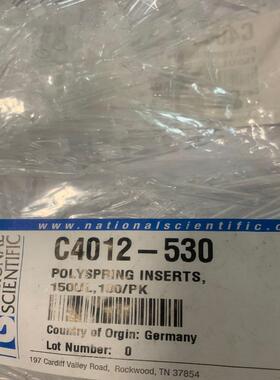 www.nationalscientific.c
SCIENTIFIC
C4012-530
POLYSPRING INSERTS,
150UL, 100/PK
Country of Orgin: Germany
Lot Number: 0
197 Cardiff Valley Road, Rockwood, TN 37854